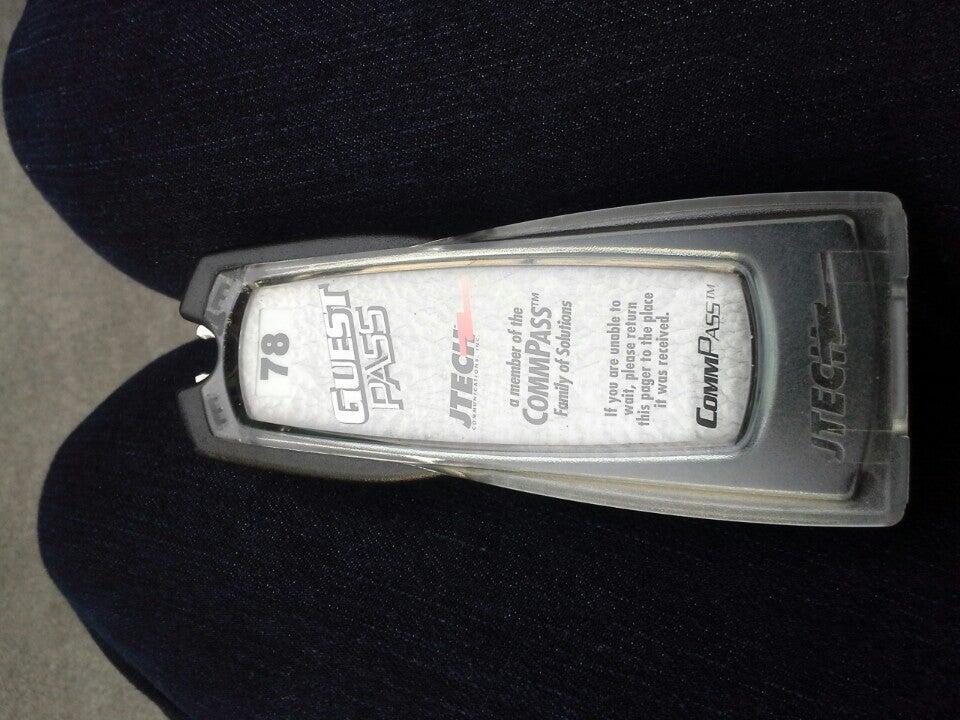 78
GUEST
PASS
JTECH
COMMUNICATIONS, INC.
a member of the
COMMPASS™
Family of Solutions
If you are unable to
wait, please return
this pager to the place
it was received.
COMMPASS™
JTECH